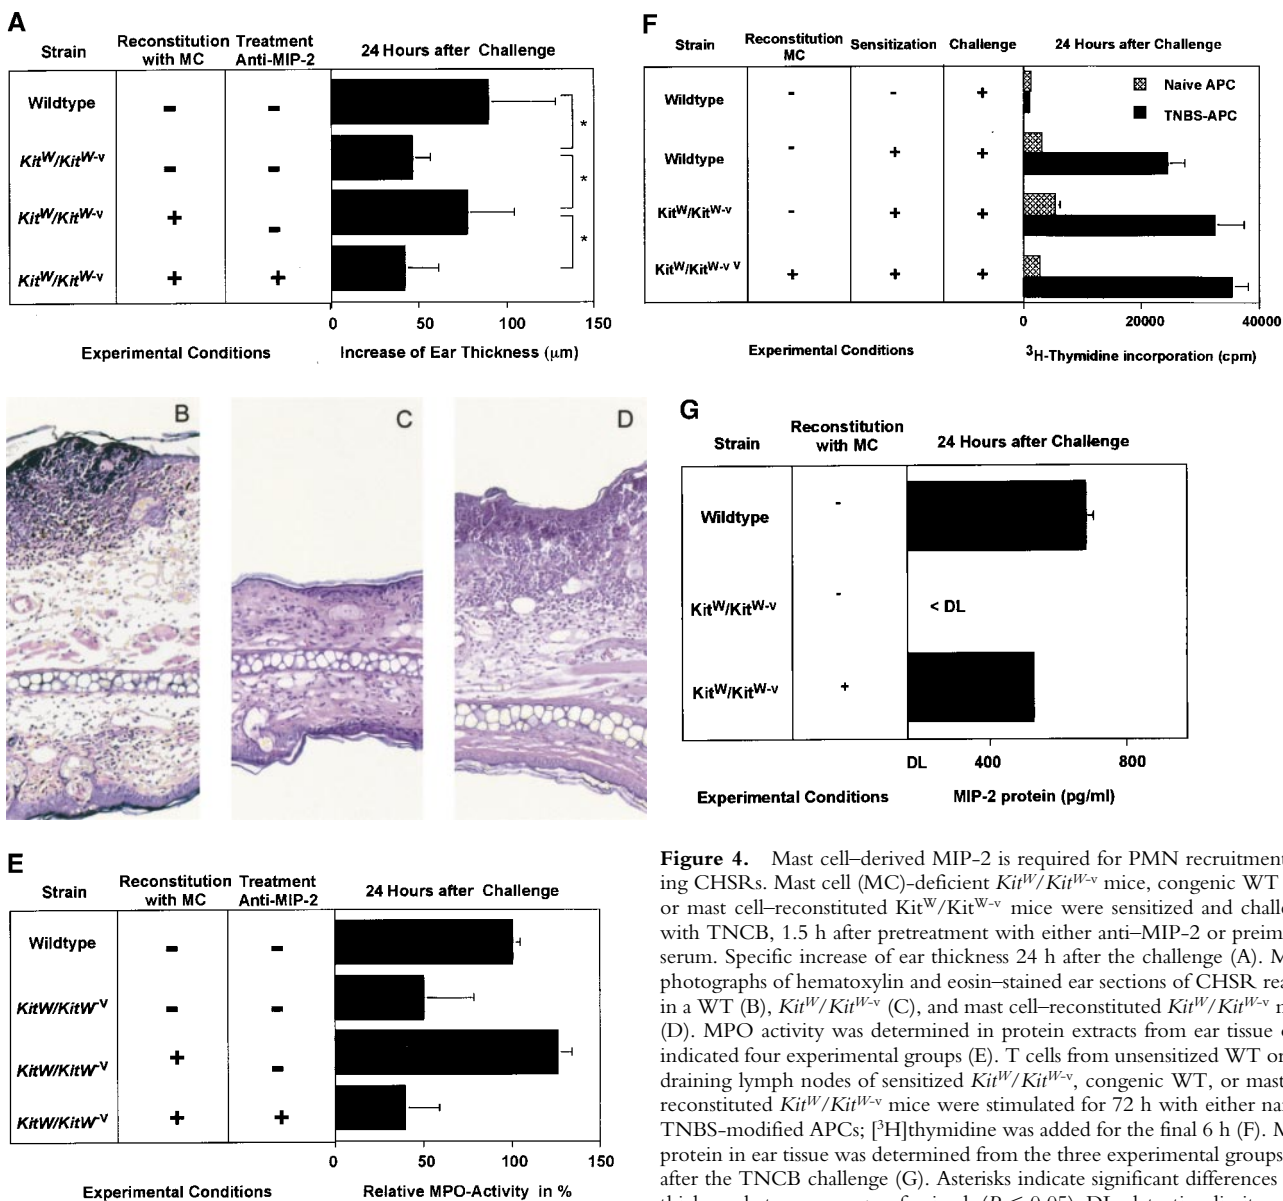 A
Strain
Reconstitution with MC
Treatment Anti-MIP-2
24 Hours after Challenge
Wildtype - -
KitW/KitW-v - -
KitW/KitW-v + -
KitW/KitW-v + +
*
*
*
0 50 100 150
Experimental Conditions
Increase of Ear Thickness (μm)
B
C
D
E
Strain
Reconstitution with MC
Treatment Anti-MIP-2
24 Hours after Challenge
Wildtype - -
KitW/KitW-v - -
KitW/KitW-v + -
KitW/KitW-v + +
0 50 100 150
Experimental Conditions
Relative MPO-Activity in %
F
Strain
Reconstitution MC
Sensitization
Challenge
24 Hours after Challenge
Wildtype - - +
Wildtype - + +
KitW/KitW-v - + +
KitW/KitW-v v + + +
Naive APC
TNBS-APC
0 20000 40000
Experimental Conditions
3H-Thymidine incorporation (cpm)
G
Strain
Reconstitution with MC
24 Hours after Challenge
Wildtype -
KitW/KitW-v - < DL
KitW/KitW-v +
DL 400 800
Experimental Conditions
MIP-2 protein (pg/ml)
Figure 4. Mast cell–derived MIP-2 is required for PMN recruitment
ing CHSRs. Mast cell (MC)-deficient KitW/KitW-v mice, congenic WT
or mast cell–reconstituted KitW/KitW-v mice were sensitized and challe
with TNCB, 1.5 h after pretreatment with either anti–MIP-2 or preim
serum. Specific increase of ear thickness 24 h after the challenge (A). M
photographs of hematoxylin and eosin–stained ear sections of CHSR rea
in a WT (B), KitW/KitW-v (C), and mast cell–reconstituted KitW/KitW-v m
(D). MPO activity was determined in protein extracts from ear tissue
indicated four experimental groups (E). T cells from unsensitized WT or
draining lymph nodes of sensitized KitW/KitW-v, congenic WT, or mast
reconstituted KitW/KitW-v mice were stimulated for 72 h with either nai
TNBS-modified APCs; [3H]thymidine was added for the final 6 h (F). M
protein in ear tissue was determined from the three experimental groups
after the TNCB challenge (G). Asterisks indicate significant differences